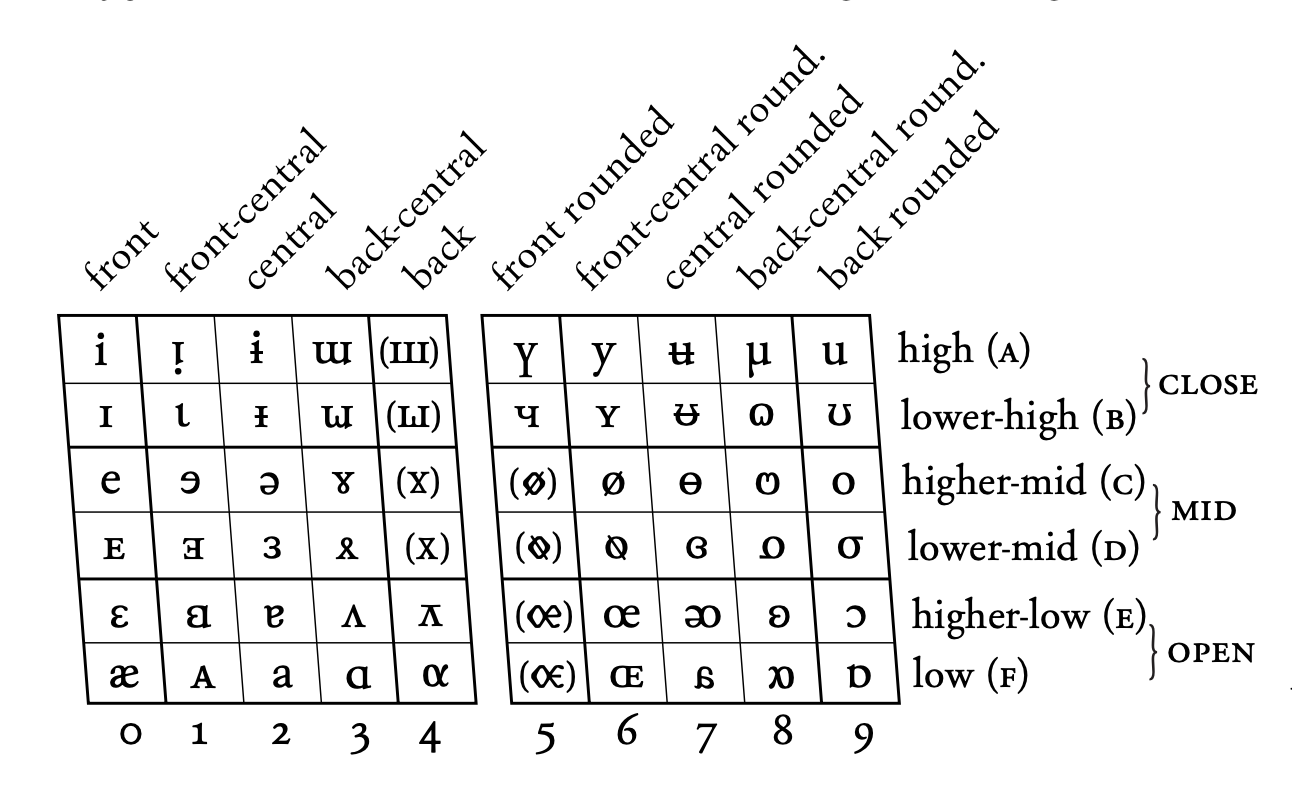 front
front-central
central
back-central
back
front rounded
front-central round.
central rounded
back-central round.
back rounded
i ı̣ ɨ ɯ (ш) ɣ y ʉ µ u high (ᴀ)
ɪ ɩ ᵻ (ш) ч ʏ ᵾ ɷ ʊ lower-high (ʙ)
CLOSE
e ɘ ə ɤ (x) (ø) ø ɵ o higher-mid (ᴄ)
ᴇ ⱻ ɜ (x) ɞ σ lower-mid (ᴅ)
MID
ɛ ɐ ʌ (œ) œ ɔ higher-low (ᴇ)
æ ᴀ a ɑ α ɶ ɒ low (ꜰ)
OPEN
0 1 2 3 4 5 6 7 8 9